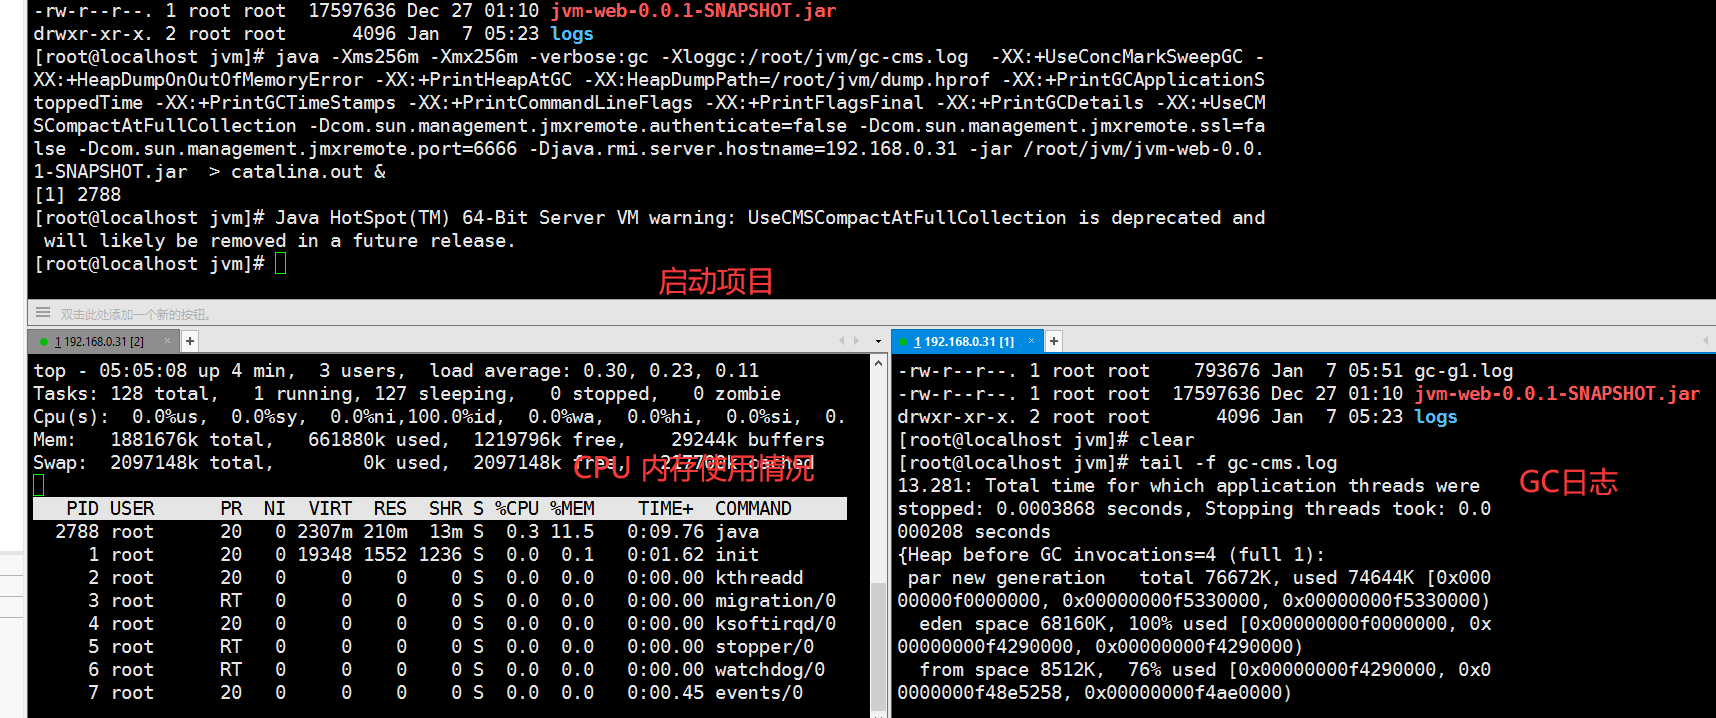 -rw-r--r--. 1 root root  17597636 Dec 27 01:10 jvm-web-0.0.1-SNAPSHOT.jar
drwxr-xr-x. 2 root root      4096 Jan  7 05:23 logs
[root@localhost jvm]# java -Xms256m -Xmx256m -verbose:gc -Xloggc:/root/jvm/gc-cms.log  -XX:+UseConcMarkSweepGC -
XX:+HeapDumpOnOutOfMemoryError -XX:+PrintHeapAtGC -XX:HeapDumpPath=/root/jvm/dump.hprof -XX:+PrintGCApplicationS
toppedTime -XX:+PrintGCTimeStamps -XX:+PrintCommandLineFlags -XX:+PrintFlagsFinal -XX:+PrintGCDetails -XX:+UseCM
SCompactAtFullCollection -Dcom.sun.management.jmxremote.authenticate=false -Dcom.sun.management.jmxremote.ssl=fa
lse -Dcom.sun.management.jmxremote.port=6666 -Djava.rmi.server.hostname=192.168.0.31 -jar /root/jvm/jvm-web-0.0.
1-SNAPSHOT.jar  > catalina.out &
[1] 2788
[root@localhost jvm]# Java HotSpot(TM) 64-Bit Server VM warning: UseCMSCompactAtFullCollection is deprecated and
 will likely be removed in a future release.
[root@localhost jvm]#
启动项目
双击此处添加一个新的按钮。
1 192.168.0.31 [2] × +
top - 05:05:08 up 4 min,  3 users,  load average: 0.30, 0.23, 0.11
Tasks: 128 total,   1 running, 127 sleeping,   0 stopped,   0 zombie
Cpu(s):  0.0%us,  0.0%sy,  0.0%ni,100.0%id,  0.0%wa,  0.0%hi,  0.0%si,  0.
Mem:   1881676k total,   661880k used,  1219796k free,    29244k buffers
Swap:  2097148k total,        0k used,  2097148k free,   cached
CPU 内存使用情况
PID USER      PR  NI  VIRT  RES  SHR S %CPU %MEM    TIME+  COMMAND
2788 root      20   0 2307m 210m  13m S  0.3 11.5   0:09.76 java
1 root      20   0 19348 1552 1236 S  0.0  0.1   0:01.62 init
2 root      20   0     0    0    0 S  0.0  0.0   0:00.00 kthreadd
3 root      RT   0     0    0    0 S  0.0  0.0   0:00.00 migration/0
4 root      20   0     0    0    0 S  0.0  0.0   0:00.00 ksoftirqd/0
5 root      RT   0     0    0    0 S  0.0  0.0   0:00.00 stopper/0
6 root      RT   0     0    0    0 S  0.0  0.0   0:00.00 watchdog/0
7 root      20   0     0    0    0 S  0.0  0.0   0:00.45 events/0
1 192.168.0.31 [1] × +
-rw-r--r--. 1 root root    793676 Jan  7 05:51 gc-g1.log
-rw-r--r--. 1 root root  17597636 Dec 27 01:10 jvm-web-0.0.1-SNAPSHOT.jar
drwxr-xr-x. 2 root root      4096 Jan  7 05:23 logs
[root@localhost jvm]# clear
[root@localhost jvm]# tail -f gc-cms.log
13.281: Total time for which application threads were
stopped: 0.0003868 seconds, Stopping threads took: 0.0
000208 seconds
{Heap before GC invocations=4 (full 1):
 par new generation   total 76672K, used 74644K [0x000
00000f0000000, 0x00000000f5330000, 0x00000000f5330000)
  eden space 68160K, 100% used [0x00000000f0000000, 0x
00000000f4290000, 0x00000000f4290000)
  from space 8512K,  76% used [0x00000000f4290000, 0x0
0000000f48e5258, 0x00000000f4ae0000)
GC日志